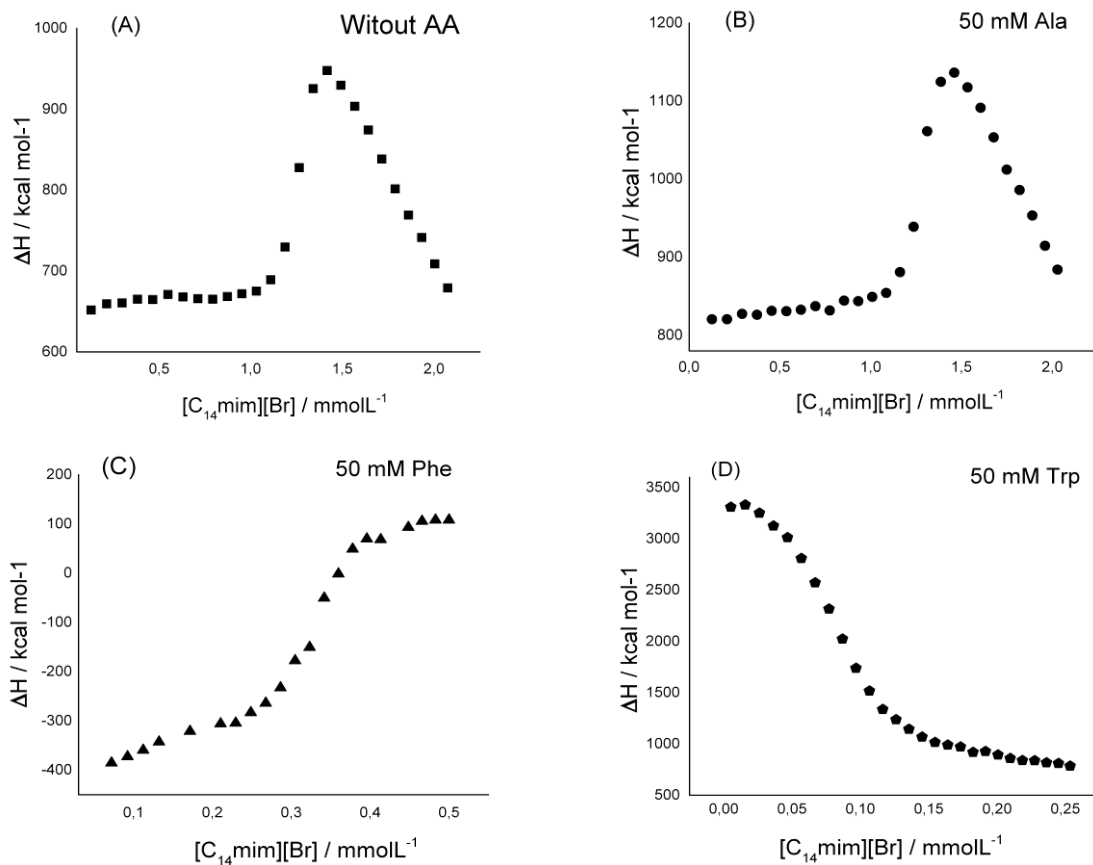 (A)
Witout AA
1000
900
800
700
600
ΔH / kcal mol-1
0,5 1,0 1,5 2,0
[C₁₄mim][Br] / mmolL⁻¹
(B)
50 mM Ala
1200
1100
1000
900
800
ΔH / kcal mol-1
0,0 0,5 1,0 1,5 2,0
[C₁₄mim][Br] / mmolL⁻¹
(C)
50 mM Phe
200
100
0
-100
-200
-300
-400
ΔH / kcal mol-1
0,1 0,2 0,3 0,4 0,5
[C₁₄mim][Br] / mmolL⁻¹
(D)
50 mM Trp
3500
3000
2500
2000
1500
1000
500
ΔH / kcal mol-1
0,00 0,05 0,10 0,15 0,20 0,25
[C₁₄mim][Br] / mmolL⁻¹